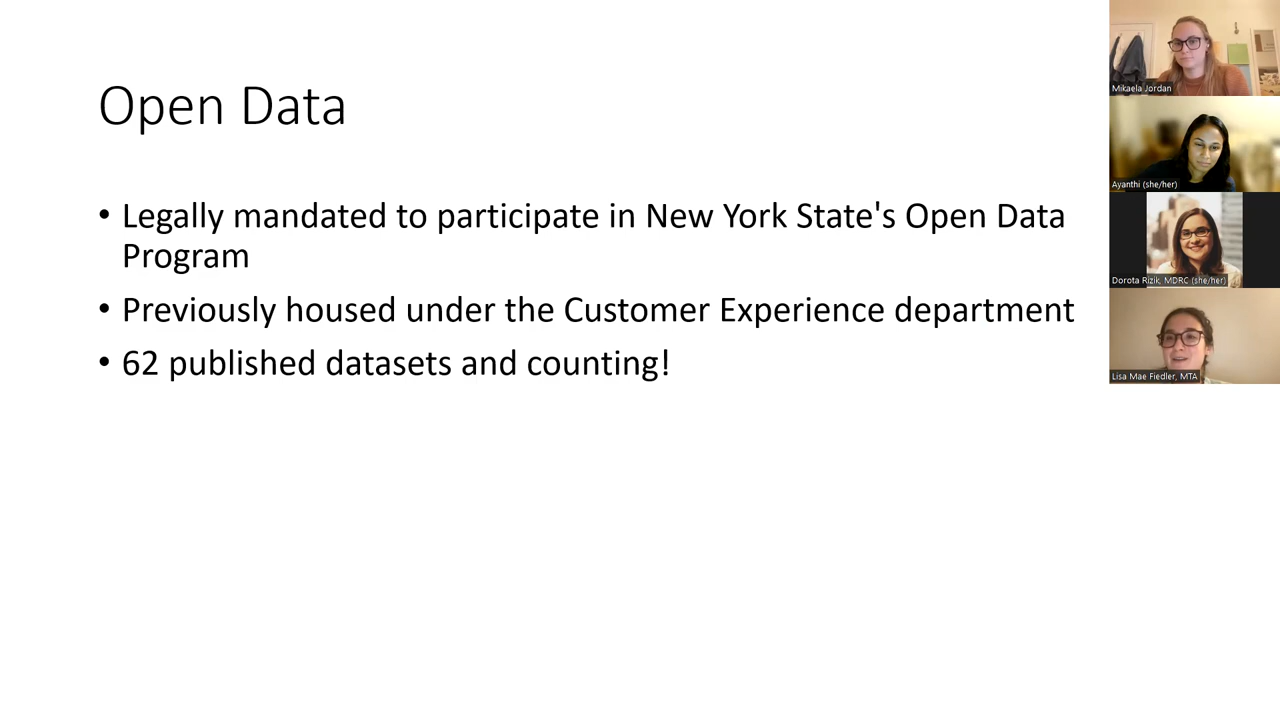 Open Data
• Legally mandated to participate in New York State's Open Data
Program
• Previously housed under the Customer Experience department
• 62 published datasets and counting!
Mikaela Jordan
Ayanthi (she/her)
Dorota Rizik, MDRC (she/her)
Lisa Mae Fiedler, MTA